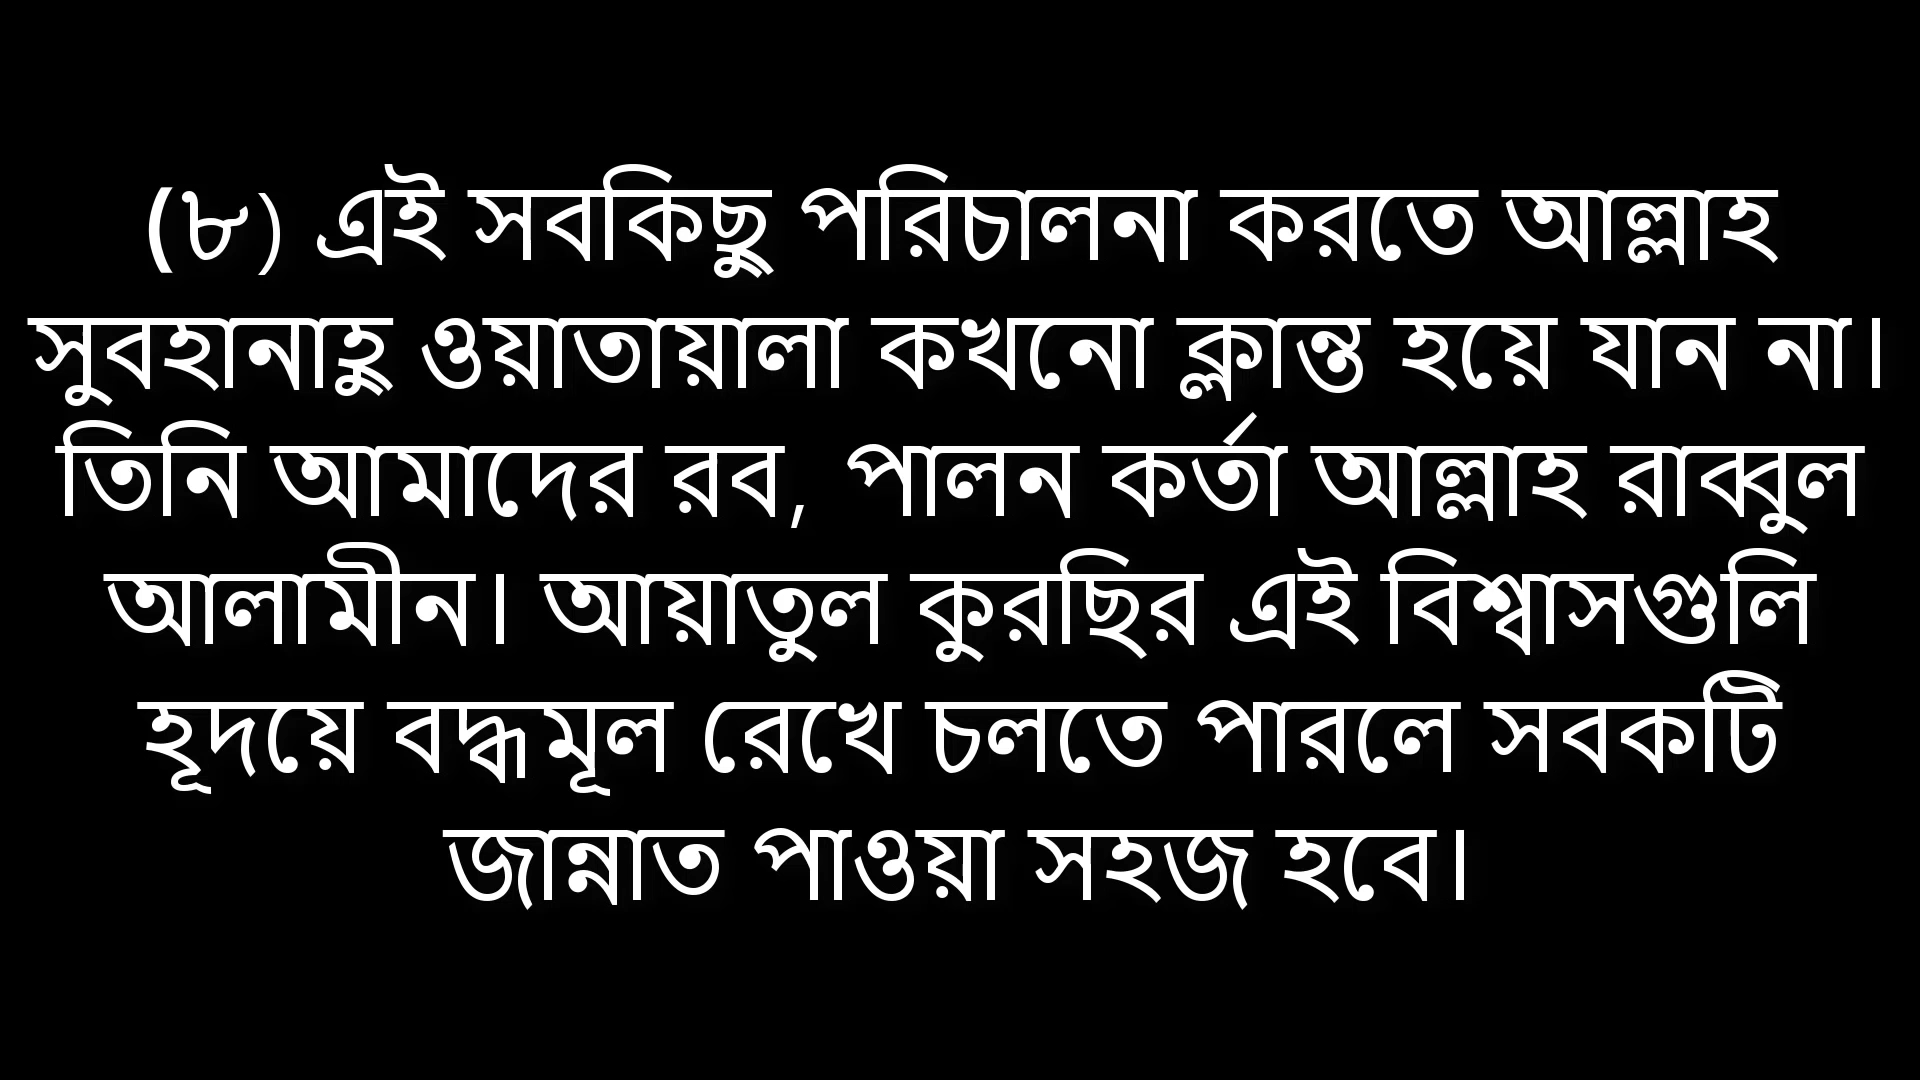 (৮) এই সবকিছু পরিচালনা করতে আল্লাহ
সুবহানাহু ওয়াতায়ালা কখনো ক্লান্ত হয়ে যান না।
তিনি আমাদের রব, পালন কর্তা আল্লাহ রাব্বুল
আলামীন। আয়াতুল কুরছির এই বিশ্বাসগুলি
হূদয়ে বদ্ধমূল রেখে চলতে পারলে সবকটি
জান্নাত পাওয়া সহজ হবে।